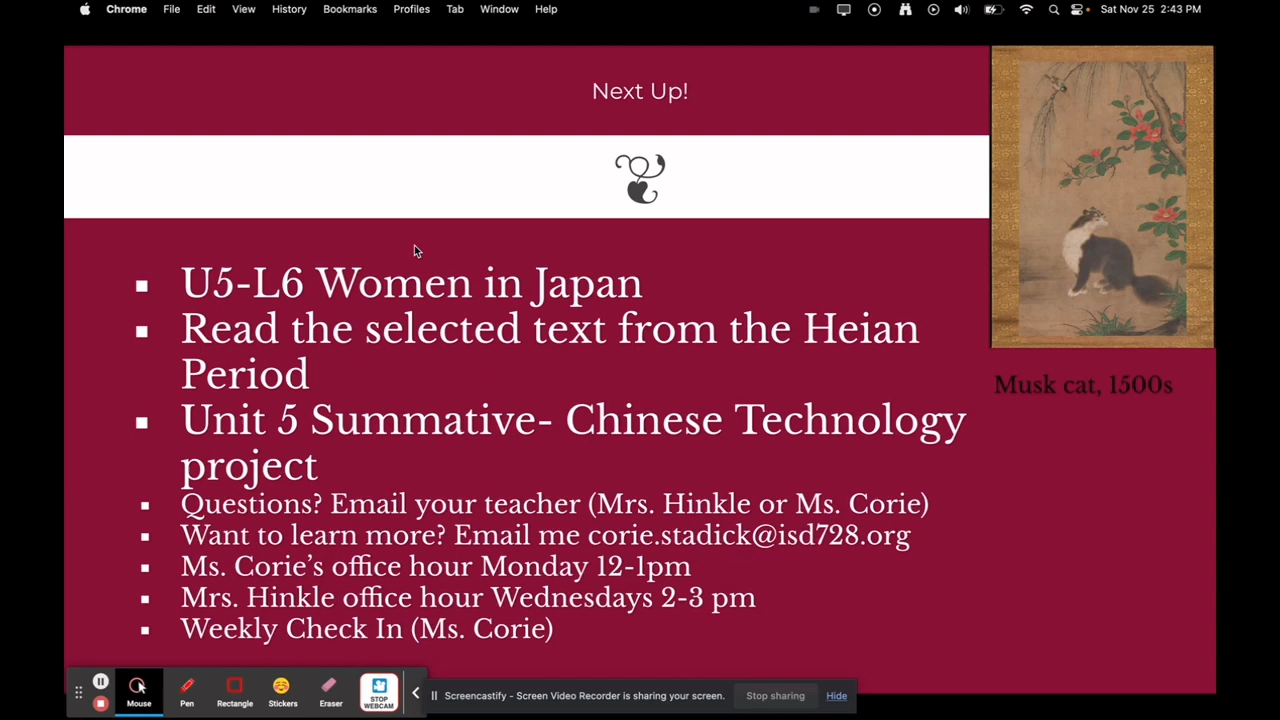 Chrome File Edit View History Bookmarks Profiles Tab Window Help Sat Nov 25 2:43 PM
Next Up!
U5-L6 Women in Japan
Read the selected text from the Heian
Period
Unit 5 Summative- Chinese Technology
project
Questions? Email your teacher (Mrs. Hinkle or Ms. Corie)
Want to learn more? Email me corie.stadick@isd728.org
Ms. Corie’s office hour Monday 12-1pm
Mrs. Hinkle office hour Wednesdays 2-3 pm
Weekly Check In (Ms. Corie)
Musk cat, 1500s
Mouse Pen Rectangle Stickers Eraser STOP WEBCAM
Screencastify - Screen Video Recorder is sharing your screen. Stop sharing Hide